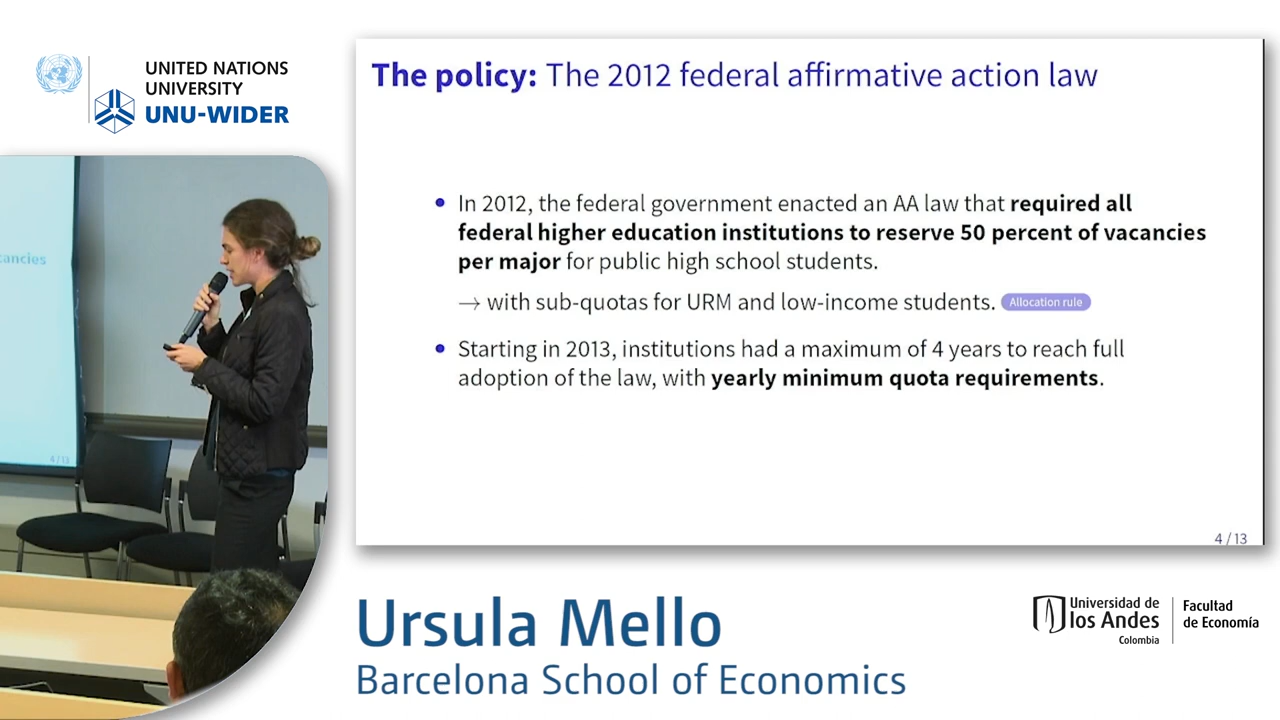 UNITED NATIONS
UNIVERSITY
UNU-WIDER
The policy: The 2012 federal affirmative action law
• In 2012, the federal government enacted an AA law that required all
federal higher education institutions to reserve 50 percent of vacancies
per major for public high school students.
→ with sub-quotas for URM and low-income students. Allocation rule
• Starting in 2013, institutions had a maximum of 4 years to reach full
adoption of the law, with yearly minimum quota requirements.
4 / 13
cancies
4 / 13
Ursula Mello
Barcelona School of Economics
Universidad de
los Andes
Colombia
Facultad
de Economía